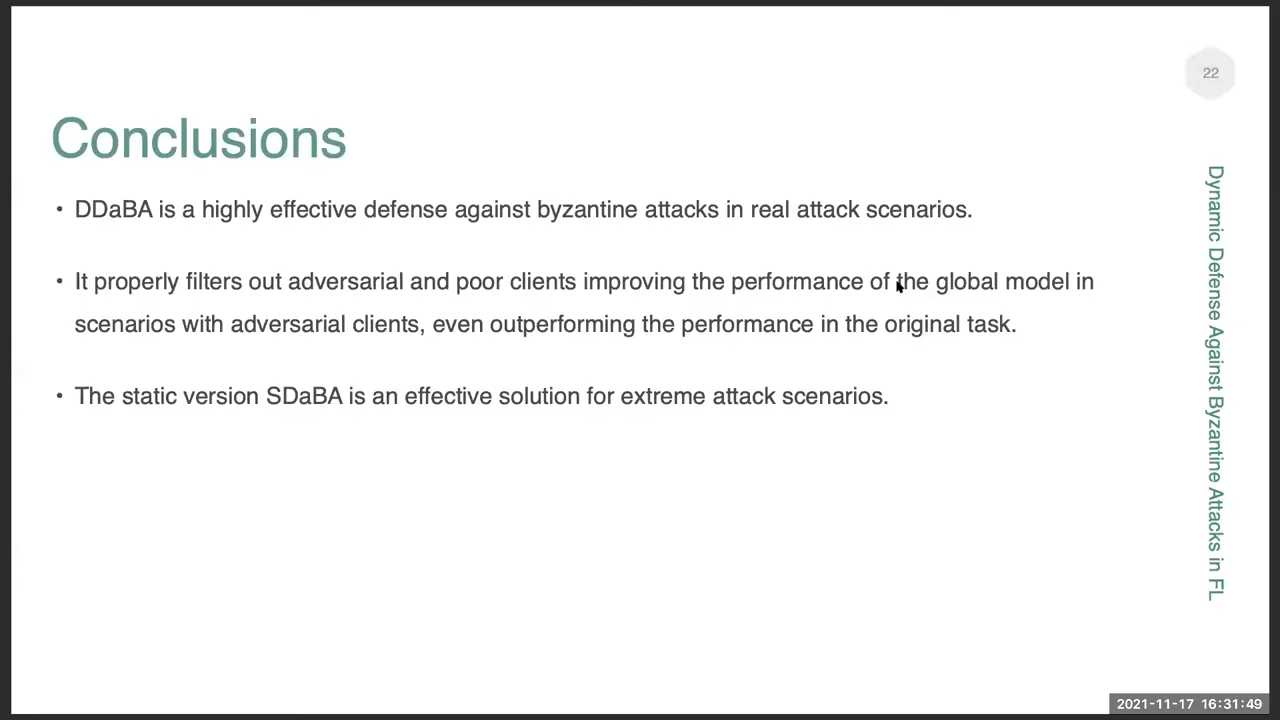 22
Conclusions
• DDaBA is a highly effective defense against byzantine attacks in real attack scenarios.
• It properly filters out adversarial and poor clients improving the performance of the global model in
scenarios with adversarial clients, even outperforming the performance in the original task.
• The static version SDaBA is an effective solution for extreme attack scenarios.
Dynamic Defense Against Byzantine Attacks in FL
2021-11-17 16:31:49